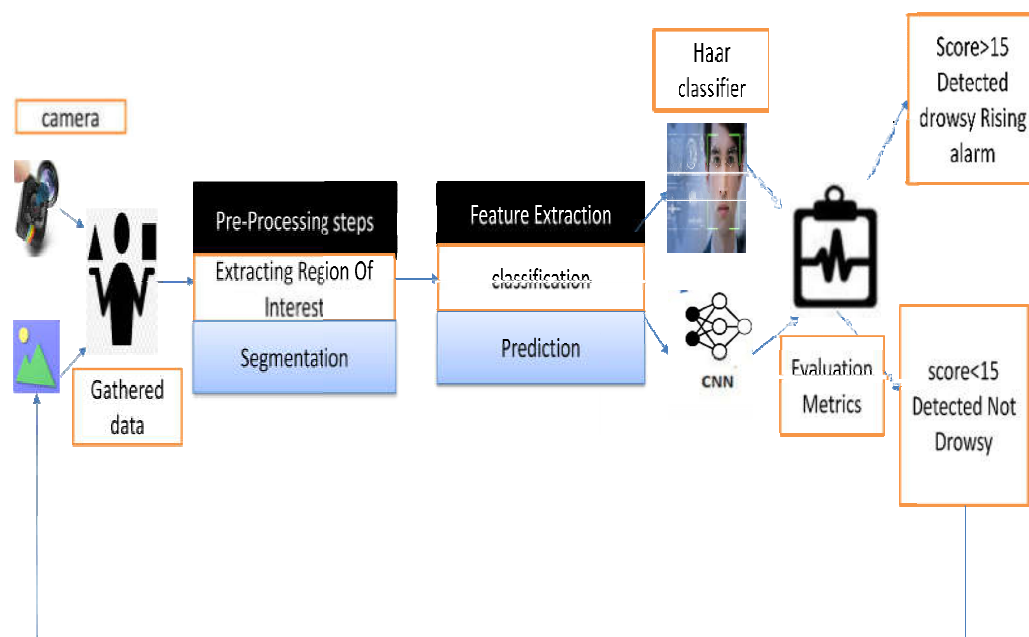 camera
Gathered
data
Pre-Processing steps
Extracting Region Of
Interest
Segmentation
Feature Extraction
classification
Prediction
Haar
classifier
CNN
Evaluation
Metrics
Score>15
Detected
drowsy Rising
alarm
score<15
Detected Not
Drowsy